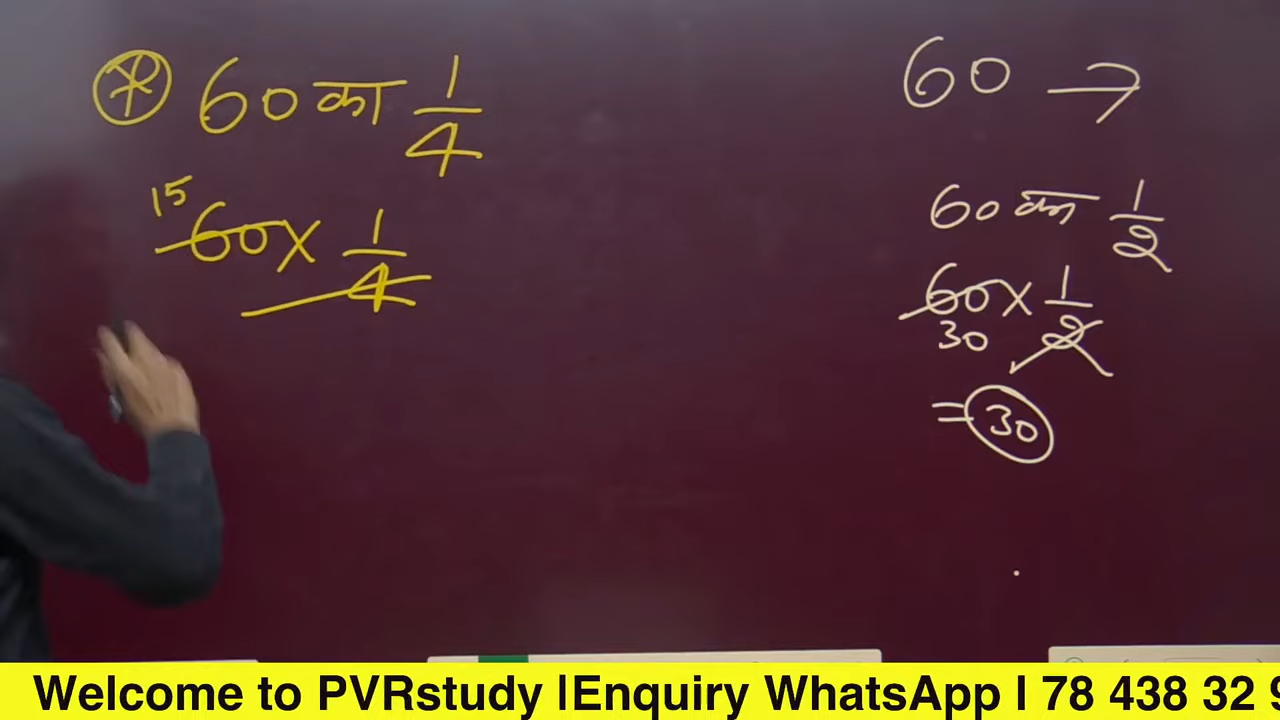 * 60 का 1/4
15
60 × 1/4
60 →
60 का 1/2
60 × 1/2
30
= 30
Welcome to PVRstudy |Enquiry WhatsApp | 78 438 32 9